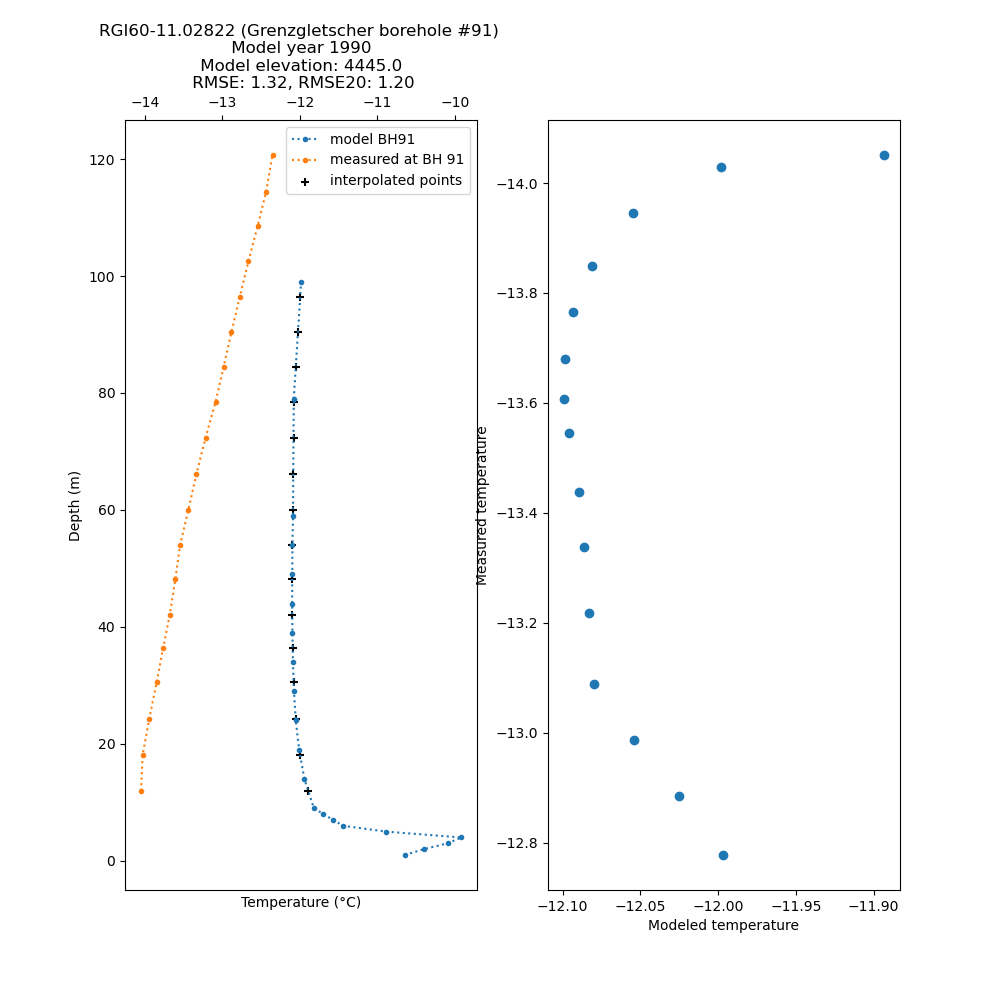 RGI60-11.02822 (Grenzgletscher borehole #91)
Model year 1990
Model elevation: 4445.0
RMSE: 1.32, RMSE20: 1.20
−14 −13 −12 −11 −10
model BH91
measured at BH 91
interpolated points
120
100
80
60
40
20
0
Depth (m)
Temperature (°C)
−14.0
−13.8
−13.6
−13.4
−13.2
−13.0
−12.8
Measured temperature
−12.10 −12.05 −12.00 −11.95 −11.90
Modeled temperature